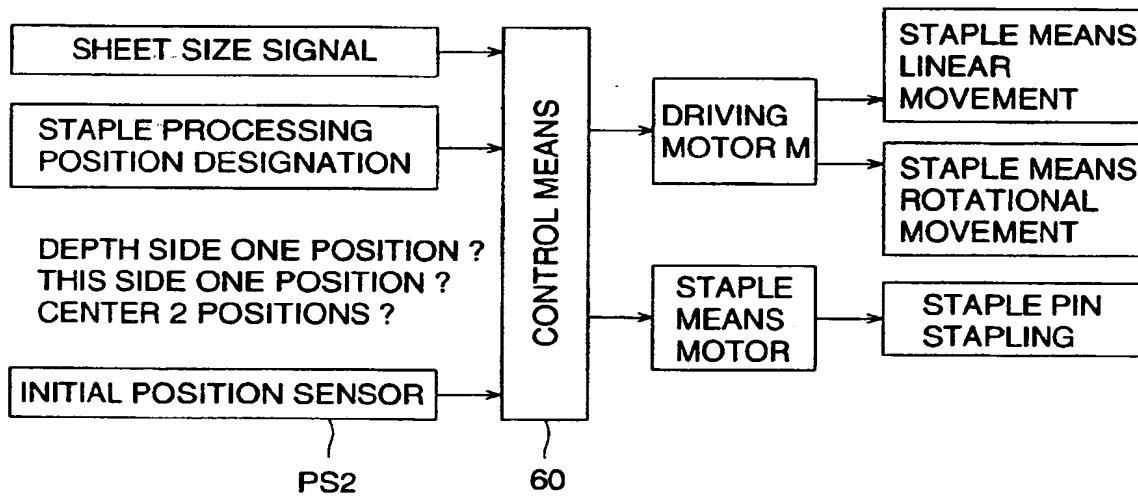 SHEET SIZE SIGNAL
STAPLE PROCESSING
POSITION DESIGNATION
DEPTH SIDE ONE POSITION ?
THIS SIDE ONE POSITION ?
CENTER 2 POSITIONS ?
INITIAL POSITION SENSOR
PS2
CONTROL MEANS
60
DRIVING
MOTOR M
STAPLE
MEANS
MOTOR
STAPLE MEANS
LINEAR
MOVEMENT
STAPLE MEANS
ROTATIONAL
MOVEMENT
STAPLE PIN
STAPLING